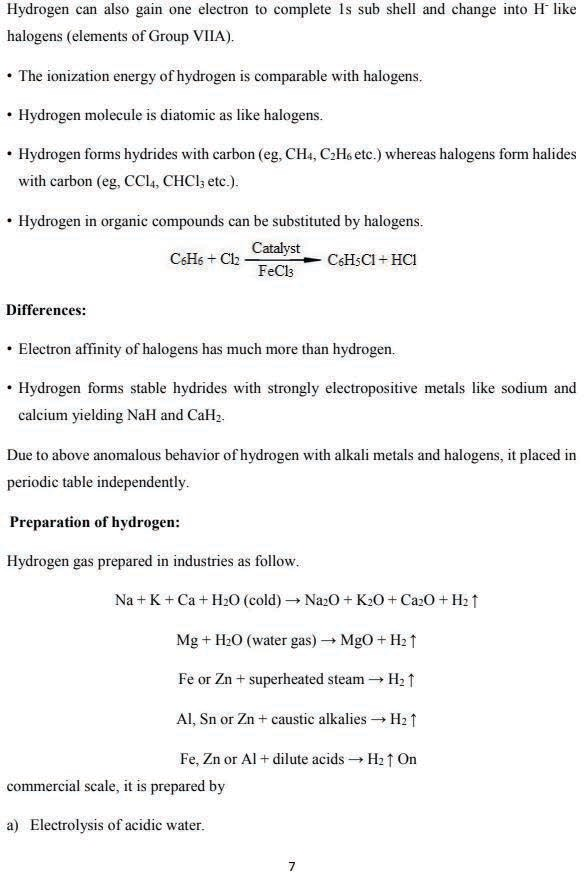 Hydrogen can also gain one electron to complete 1s sub shell and change into H⁻ like
halogens (elements of Group VIIA).
• The ionization energy of hydrogen is comparable with halogens.
• Hydrogen molecule is diatomic as like halogens.
• Hydrogen forms hydrides with carbon (eg, CH₄, C₂H₆ etc.) whereas halogens form halides
with carbon (eg, CCl₄, CHCl₃ etc.).
• Hydrogen in organic compounds can be substituted by halogens.
C₆H₆ + Cl₂ Catalyst FeCl₃ → C₆H₅Cl + HCl
Differences:
• Electron affinity of halogens has much more than hydrogen.
• Hydrogen forms stable hydrides with strongly electropositive metals like sodium and
calcium yielding NaH and CaH₂.
Due to above anomalous behavior of hydrogen with alkali metals and halogens, it placed in
periodic table independently.
Preparation of hydrogen:
Hydrogen gas prepared in industries as follow.
Na + K + Ca + H₂O (cold) → Na₂O + K₂O + Ca₂O + H₂ ↑
Mg + H₂O (water gas) → MgO + H₂ ↑
Fe or Zn + superheated steam → H₂ ↑
Al, Sn or Zn + caustic alkalies → H₂ ↑
Fe, Zn or Al + dilute acids → H₂ ↑ On
commercial scale, it is prepared by
a) Electrolysis of acidic water.
7